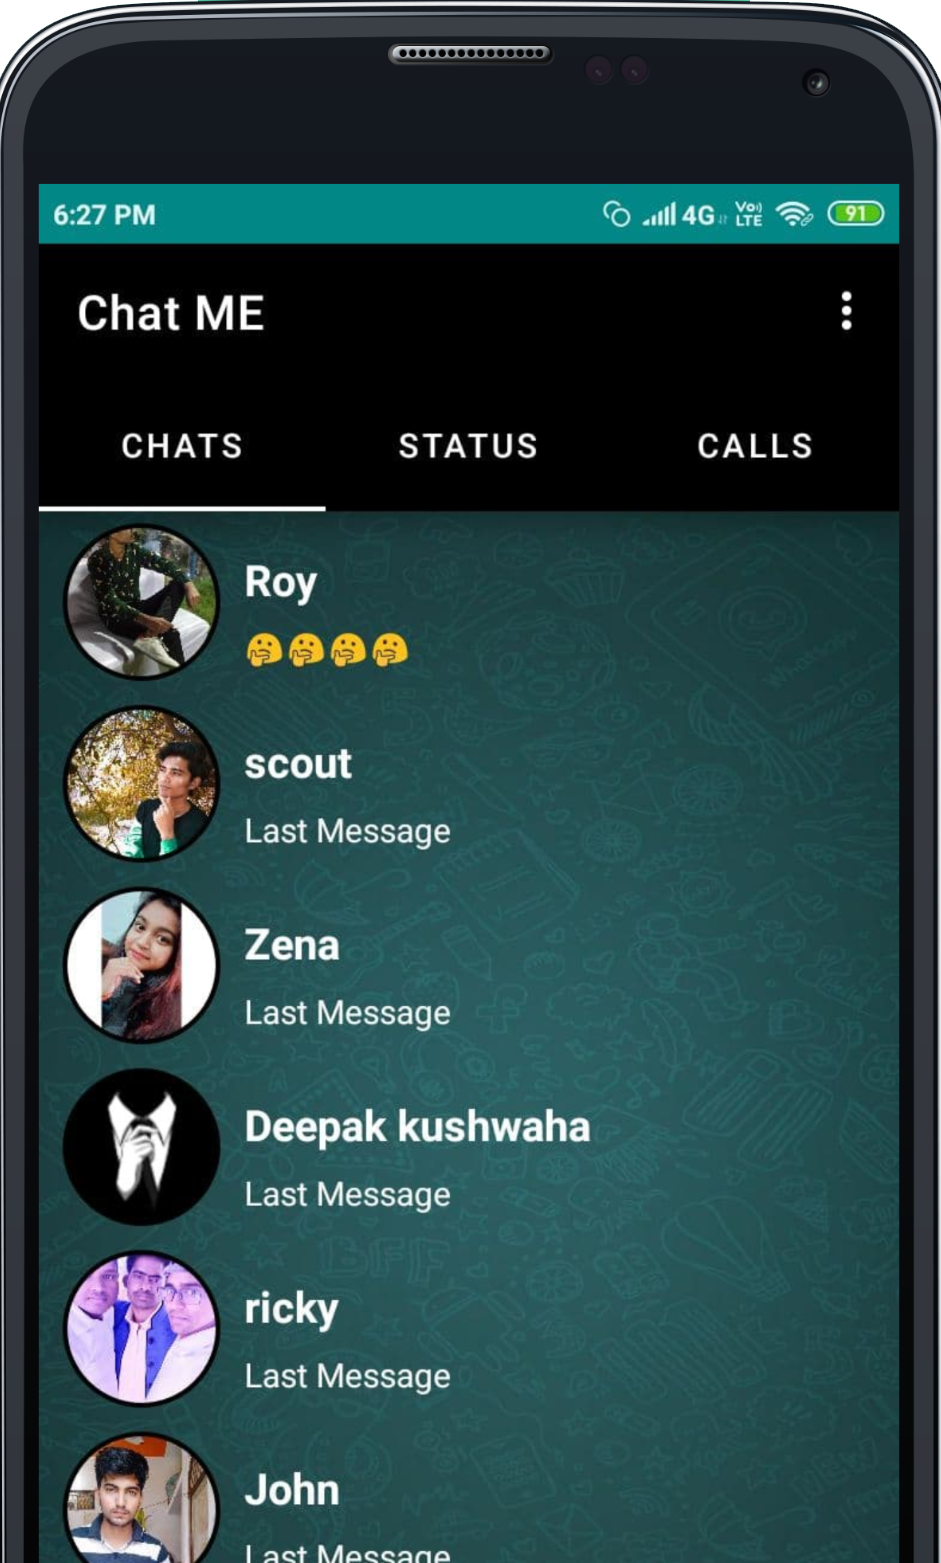 6:27 PM 4G Vo) LTE 91
Chat ME
CHATS STATUS CALLS
Roy
🤔🤔🤔🤔
scout
Last Message
Zena
Last Message
Deepak kushwaha
Last Message
ricky
Last Message
John
Last Message
BFF